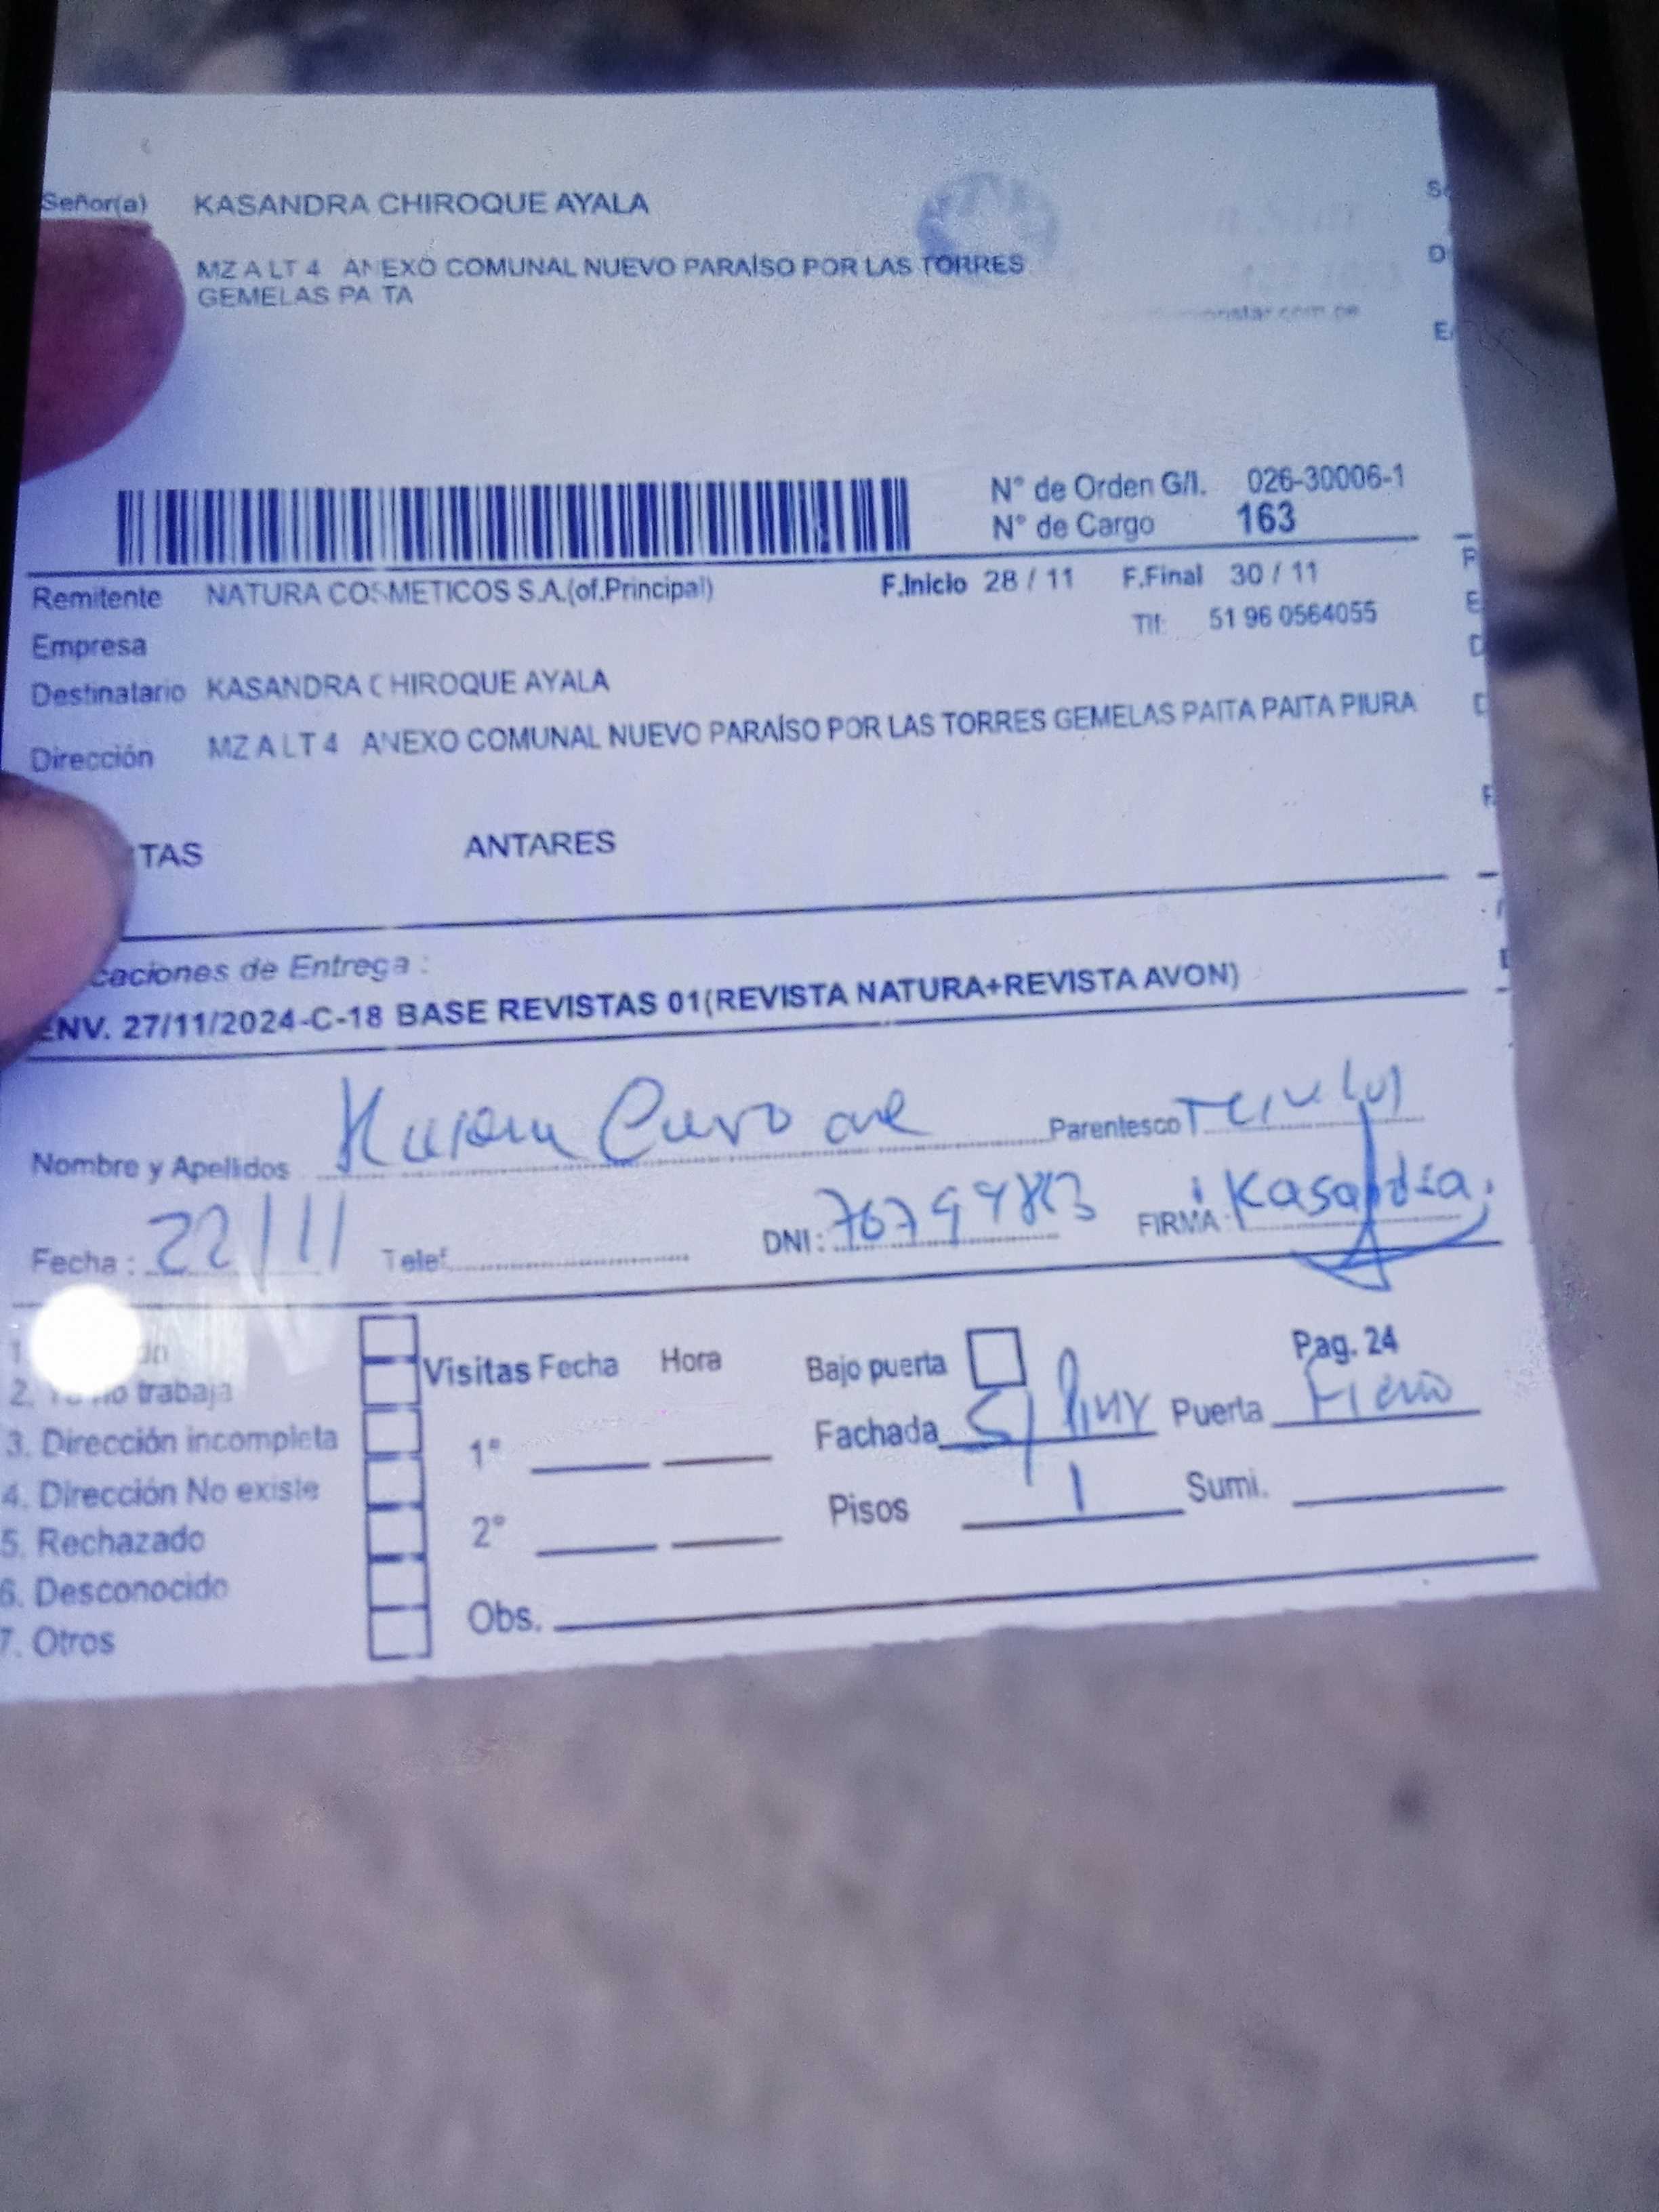 Señor(a) KASANDRA CHIROQUE AYALA
MZ A LT 4 ANEXO COMUNAL NUEVO PARAÍSO POR LAS TORRES
GEMELAS PA TA
N° de Orden G/I. 026-30006-1
N° de Cargo 163
Remitente NATURA COSMETICOS S.A.(of.Principal) F.Inicio 28 / 11 F.Final 30 / 11
Tlf: 51 96 0564055
Empresa
Destinatario KASANDRA CHIROQUE AYALA
Dirección MZ A LT 4 ANEXO COMUNAL NUEVO PARAÍSO POR LAS TORRES GEMELAS PAITA PAITA PIURA
TAS ANTARES
caciones de Entrega :
ENV. 27/11/2024-C-18 BASE REVISTAS 01(REVISTA NATURA+REVISTA AVON)
Nombre y Apellidos Parentesco
Fecha : 22/11 Telef. DNI: FIRMA: Kasandra
2. no trabaja Visitas Fecha Hora Bajo puerta Pag. 24
3. Dirección incompleta 1° Fachada Puerta
4. Dirección No existe Pisos 1 Sumi.
5. Rechazado 2°
6. Desconocido Obs.
7. Otros